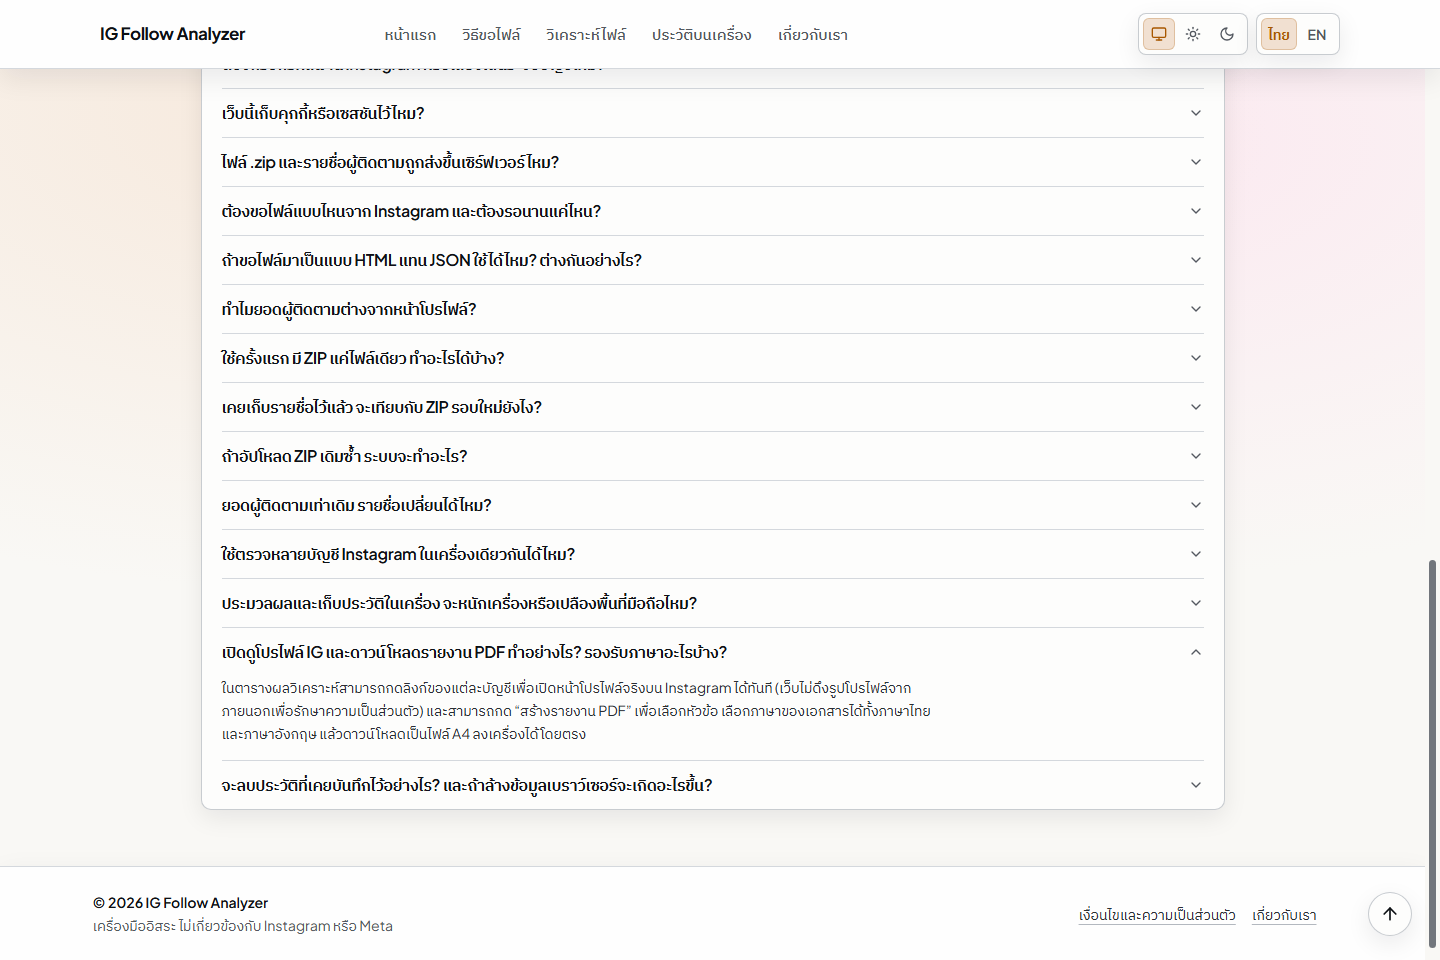 IG Follow Analyzer
หน้าแรก
วิธีขอไฟล์
วิเคราะห์ไฟล์
ประวัติบนเครื่อง
เกี่ยวกับเรา
ไทย
EN
เว็บนี้เก็บคุกกี้หรือเซสชันไว้ไหม?
ไฟล์ .zip และรายชื่อผู้ติดตามถูกส่งขึ้นเซิร์ฟเวอร์ไหม?
ต้องขอไฟล์แบบไหนจาก Instagram และต้องรอนานแค่ไหน?
ถ้าขอไฟล์มาเป็นแบบ HTML แทน JSON ใช้ได้ไหม? ต่างกันอย่างไร?
ทำไมยอดผู้ติดตามต่างจากหน้าโปรไฟล์?
ใช้ครั้งแรก มี ZIP แค่ไฟล์เดียว ทำอะไรได้บ้าง?
เคยเก็บรายชื่อไว้แล้ว จะเทียบกับ ZIP รอบใหม่ยังไง?
ถ้าอัปโหลด ZIP เดิมซ้ำ ระบบจะทำอะไร?
ยอดผู้ติดตามเท่าเดิม รายชื่อเปลี่ยนได้ไหม?
ใช้ตรวจหลายบัญชี Instagram ในเครื่องเดียวกันได้ไหม?
ประมวลผลและเก็บประวัติในเครื่อง จะหนักเครื่องหรือเปลืองพื้นที่มือถือไหม?
เปิดดูโปรไฟล์ IG และดาวน์โหลดรายงาน PDF ทำอย่างไร? รองรับภาษาอะไรบ้าง?
ในตารางผลวิเคราะห์สามารถกดลิงก์ของแต่ละบัญชีเพื่อเปิดหน้าโปรไฟล์จริงบน Instagram ได้ทันที (เว็บไม่ดึงรูปโปรไฟล์จาก
ภายนอกเพื่อรักษาความเป็นส่วนตัว) และสามารถกด “สร้างรายงาน PDF” เพื่อเลือกหัวข้อ เลือกภาษาของเอกสารได้ทั้งภาษาไทย
และภาษาอังกฤษ แล้วดาวน์โหลดเป็นไฟล์ A4 ลงเครื่องได้โดยตรง
จะลบประวัติที่เคยบันทึกไว้อย่างไร? และถ้าล้างข้อมูลเบราว์เซอร์จะเกิดอะไรขึ้น?
© 2026 IG Follow Analyzer
เครื่องมืออิสระ ไม่เกี่ยวข้องกับ Instagram หรือ Meta
เงื่อนไขและความเป็นส่วนตัว
เกี่ยวกับเรา